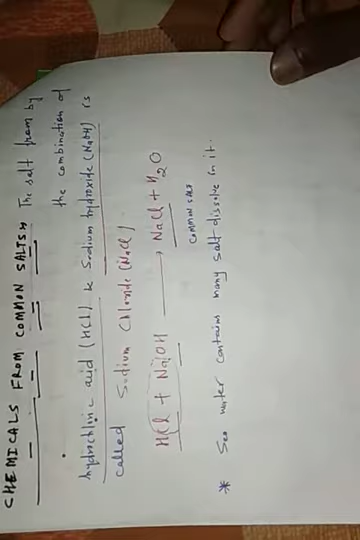 CHEMICALS FROM COMMON SALTS → The salt from by
the combination of
hydrochloric acid (HCl) & Sodium hydroxide (NaOH) is
called Sodium Chloride (NaCl)
HCl + NaOH → NaCl + H2O
COMMON SALT
* Sea water contains many salt dissolve in it.